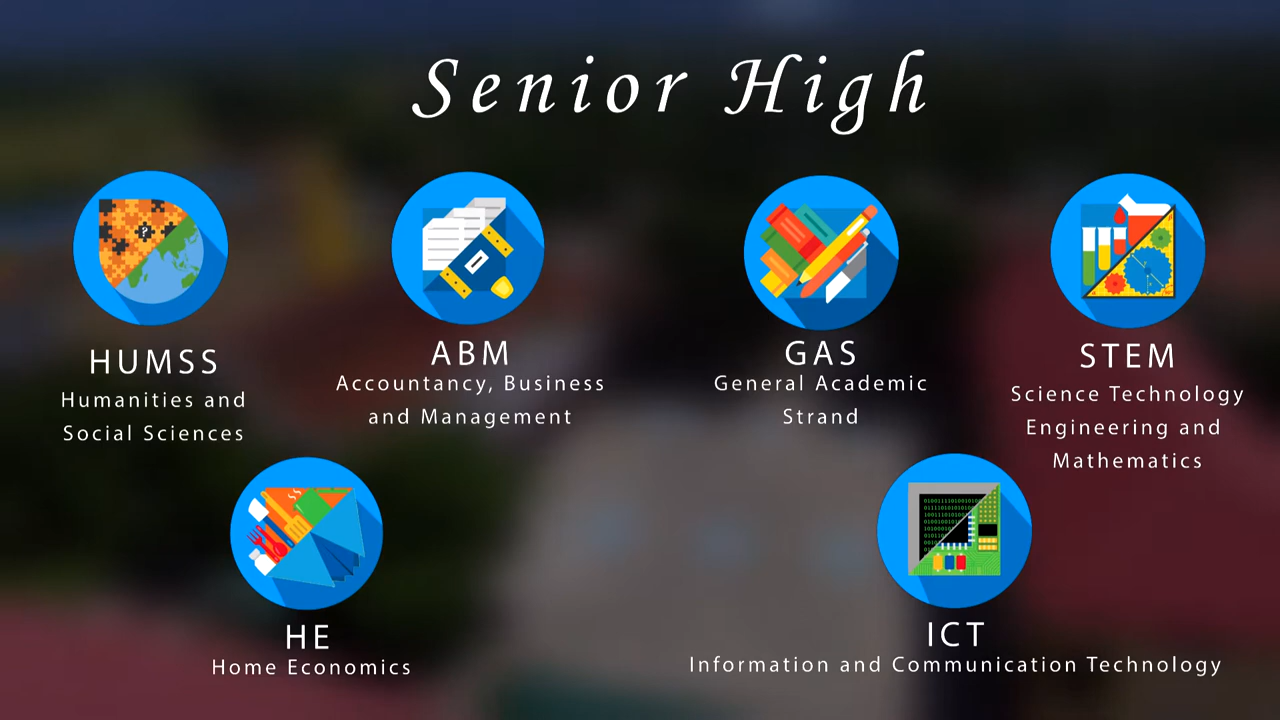 Senior High
HUMSS
Humanities and
Social Sciences
ABM
Accountancy, Business
and Management
GAS
General Academic
Strand
STEM
Science Technology
Engineering and
Mathematics
HE
Home Economics
ICT
Information and Communication Technology